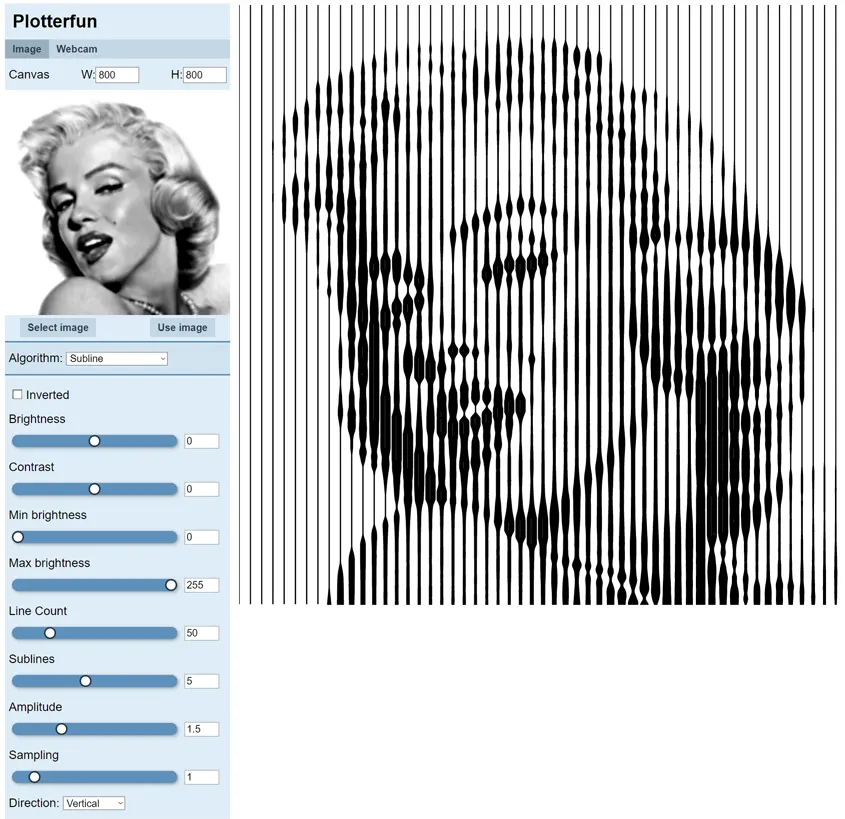 Plotterfun
Image Webcam
Canvas W: 800 H: 800
Select image Use image
Algorithm: Subline
Inverted
Brightness
0
Contrast
0
Min brightness
0
Max brightness
255
Line Count
50
Sublines
5
Amplitude
1.5
Sampling
1
Direction: Vertical